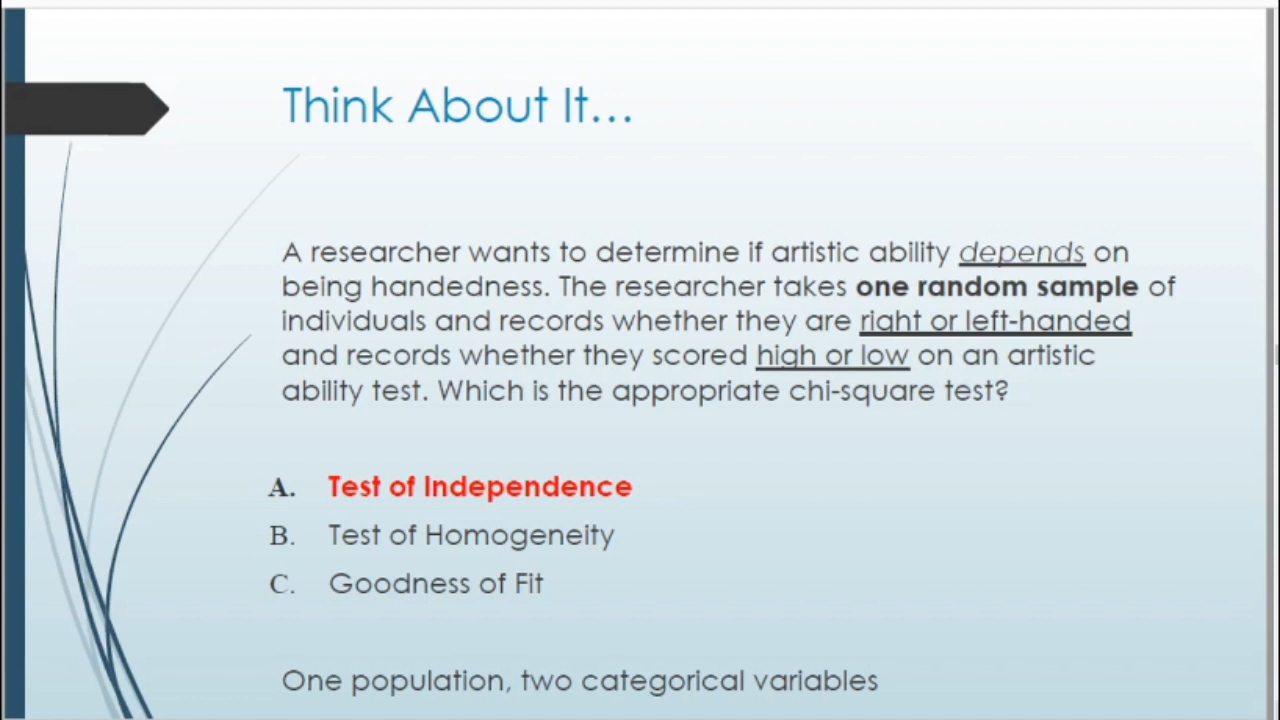 Think About It...
A researcher wants to determine if artistic ability depends on
being handedness. The researcher takes one random sample of
individuals and records whether they are right or left-handed
and records whether they scored high or low on an artistic
ability test. Which is the appropriate chi-square test?
A. Test of Independence
B. Test of Homogeneity
C. Goodness of Fit
One population, two categorical variables